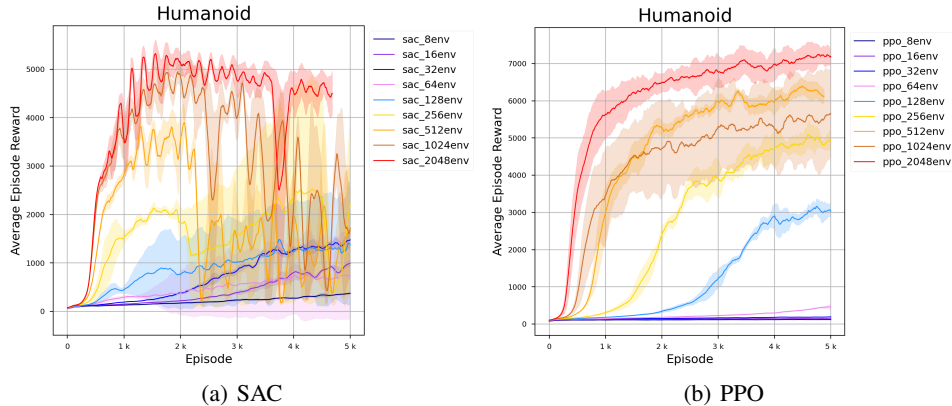 Humanoid
Average Episode Reward
5000
4000
3000
2000
1000
0
0
1 k
2 k
3 k
4 k
5 k
Episode
sac_8env
sac_16env
sac_32env
sac_64env
sac_128env
sac_256env
sac_512env
sac_1024env
sac_2048env
(a) SAC
Humanoid
Average Episode Reward
7000
6000
5000
4000
3000
2000
1000
0
0
1 k
2 k
3 k
4 k
5 k
Episode
ppo_8env
ppo_16env
ppo_32env
ppo_64env
ppo_128env
ppo_256env
ppo_512env
ppo_1024env
ppo_2048env
(b) PPO